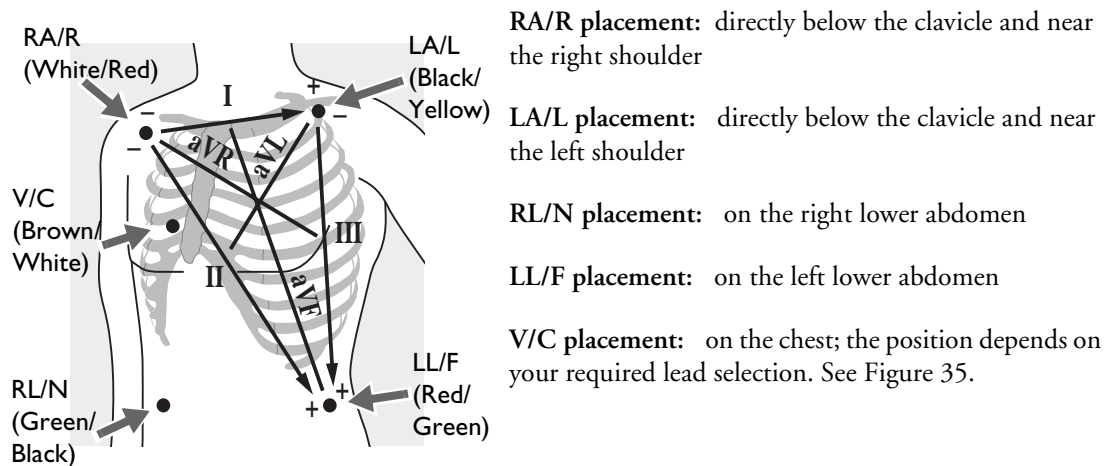 RA/R
(White/Red)
LA/L
(Black/
Yellow)
I
+
–
–
–
aVR
aVL
V/C
(Brown/
White)
III
II
aVF
RL/N
(Green/
Black)
LL/F
(Red/
Green)
+
+
RA/R placement: directly below the clavicle and near
the right shoulder
LA/L placement: directly below the clavicle and near
the left shoulder
RL/N placement: on the right lower abdomen
LL/F placement: on the left lower abdomen
V/C placement: on the chest; the position depends on
your required lead selection. See Figure 35.